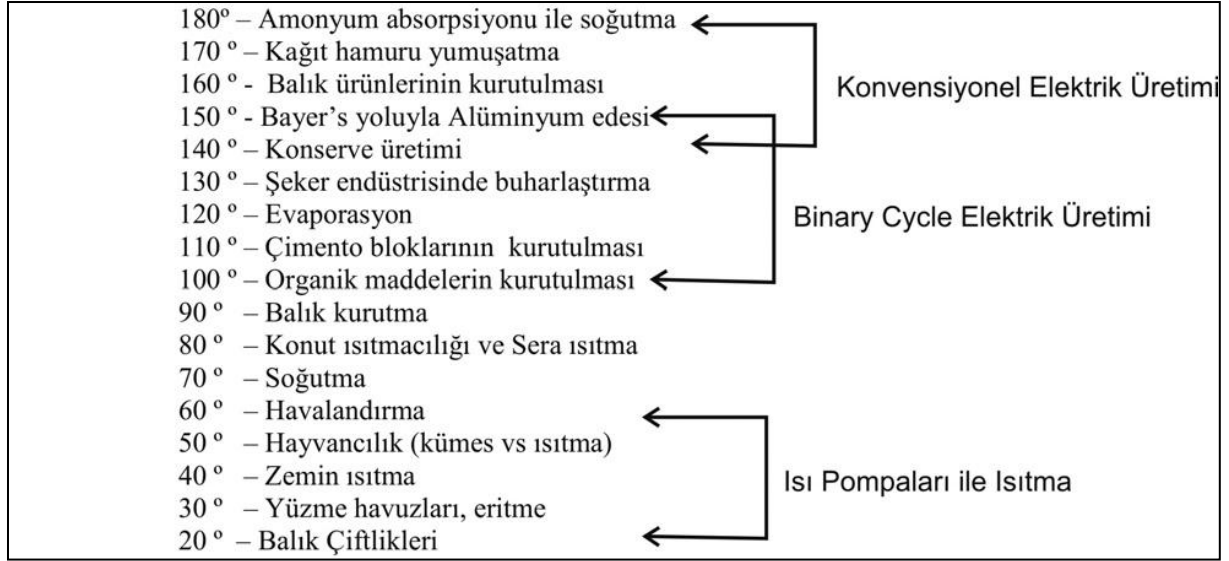 180º – Amonyum absorpsiyonu ile soğutma
170 º – Kağıt hamuru yumuşatma
160 º - Balık ürünlerinin kurutulması
Konvensiyonel Elektrik Üretimi
150 º - Bayer’s yoluyla Alüminyum edesi
140 º – Konserve üretimi
130 º – Şeker endüstrisinde buharlaştırma
120 º – Evaporasyon
Binary Cycle Elektrik Üretimi
110 º – Çimento bloklarının kurutulması
100 º – Organik maddelerin kurutulması
90 º – Balık kurutma
80 º – Konut ısıtmacılığı ve Sera ısıtma
70 º – Soğutma
60 º – Havalandırma
50 º – Hayvancılık (kümes vs ısıtma)
40 º – Zemin ısıtma
Isı Pompaları ile Isıtma
30 º – Yüzme havuzları, eritme
20 º – Balık Çiftlikleri